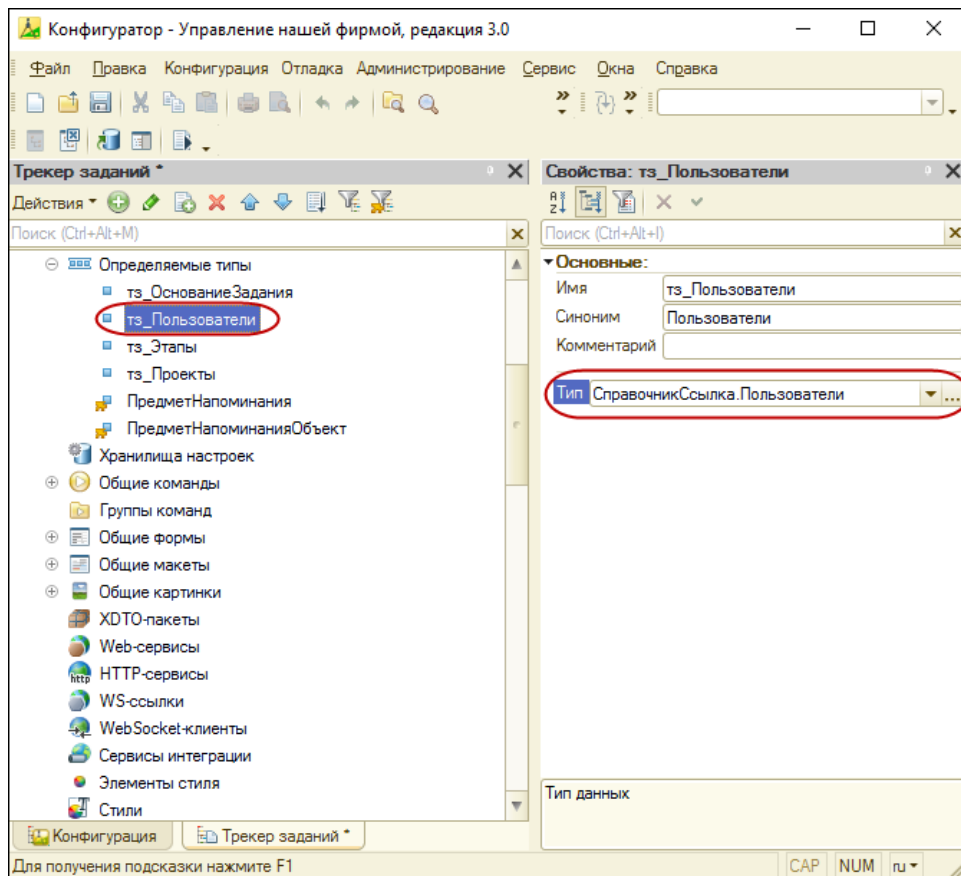 Конфигуратор - Управление нашей фирмой, редакция 3.0
Файл Правка Конфигурация Отладка Администрирование Сервис Окна Справка
Трекер заданий *
Действия
Поиск (Ctrl+Alt+M)
Определяемые типы
тз_ОснованиеЗадания
тз_Пользователи
тз_Этапы
тз_Проекты
ПредметНапоминания
ПредметНапоминанияОбъект
Хранилища настроек
Общие команды
Группы команд
Общие формы
Общие макеты
Общие картинки
XDTO-пакеты
Web-сервисы
http HTTP-сервисы
WS-ссылки
WebSocket-клиенты
Сервисы интеграции
Элементы стиля
Стили
Свойства: тз_Пользователи
Поиск (Ctrl+Alt+I)
Основные:
Имя тз_Пользователи
Синоним Пользователи
Комментарий
Тип СправочникСсылка.Пользователи ...
Тип данных
Конфигурация Трекер заданий *
Для получения подсказки нажмите F1 CAP NUM ru